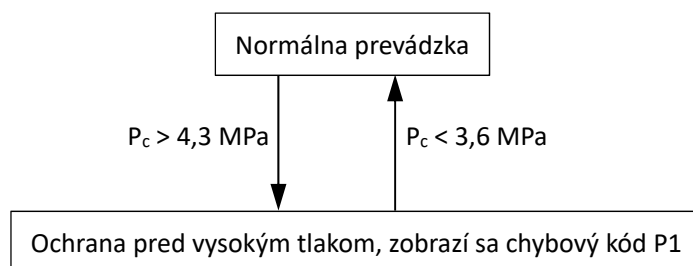 Normálna prevádzka
Pc > 4,3 MPa
Pc < 3,6 MPa
Ochrana pred vysokým tlakom, zobrazí sa chybový kód P1